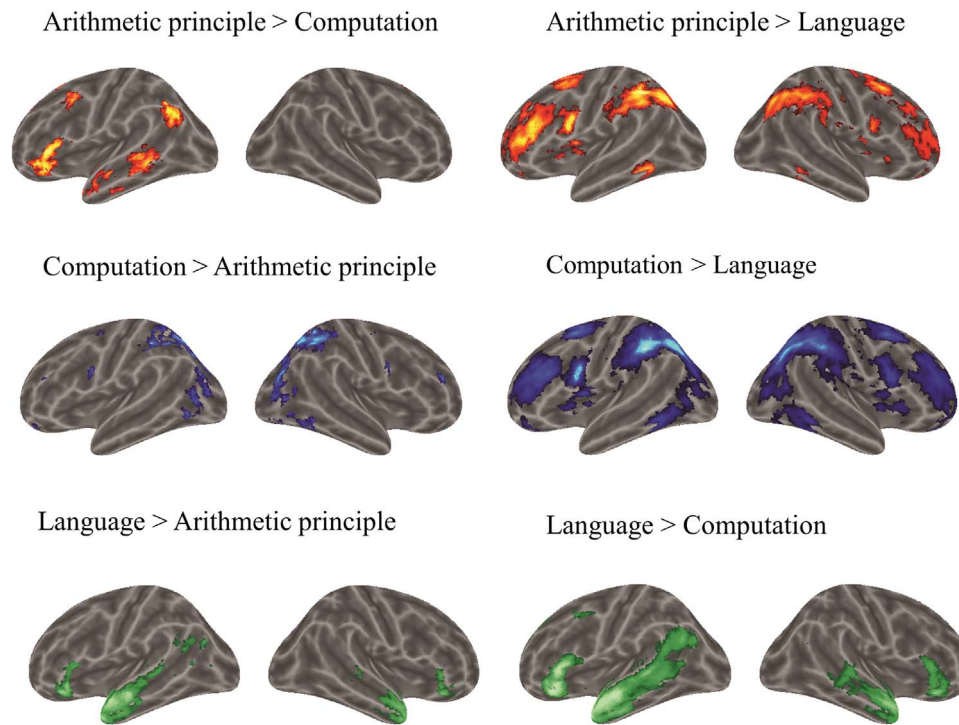 Arithmetic principle > Computation
Arithmetic principle > Language
Computation > Arithmetic principle
Computation > Language
Language > Arithmetic principle
Language > Computation